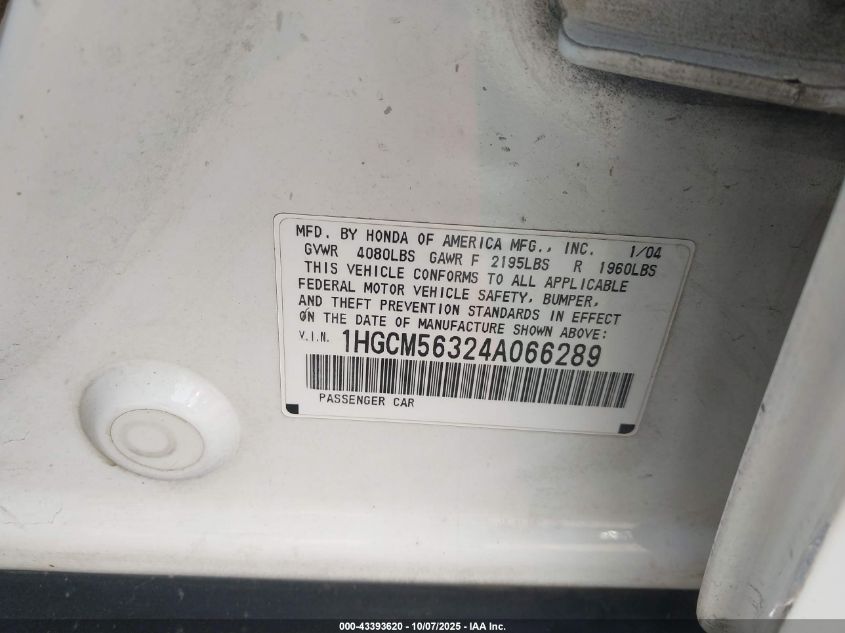 MFD. BY HONDA OF AMERICA MFG., INC. 1/04
GVWR 4080LBS GAWR F 2195LBS R 1960LBS
THIS VEHICLE CONFORMS TO ALL APPLICABLE
FEDERAL MOTOR VEHICLE SAFETY, BUMPER,
AND THEFT PREVENTION STANDARDS IN EFFECT
ON THE DATE OF MANUFACTURE SHOWN ABOVE:
V.I.N. 1HGCM56324A066289
PASSENGER CAR
000-43393620 - 10/07/2025 - IAA Inc.